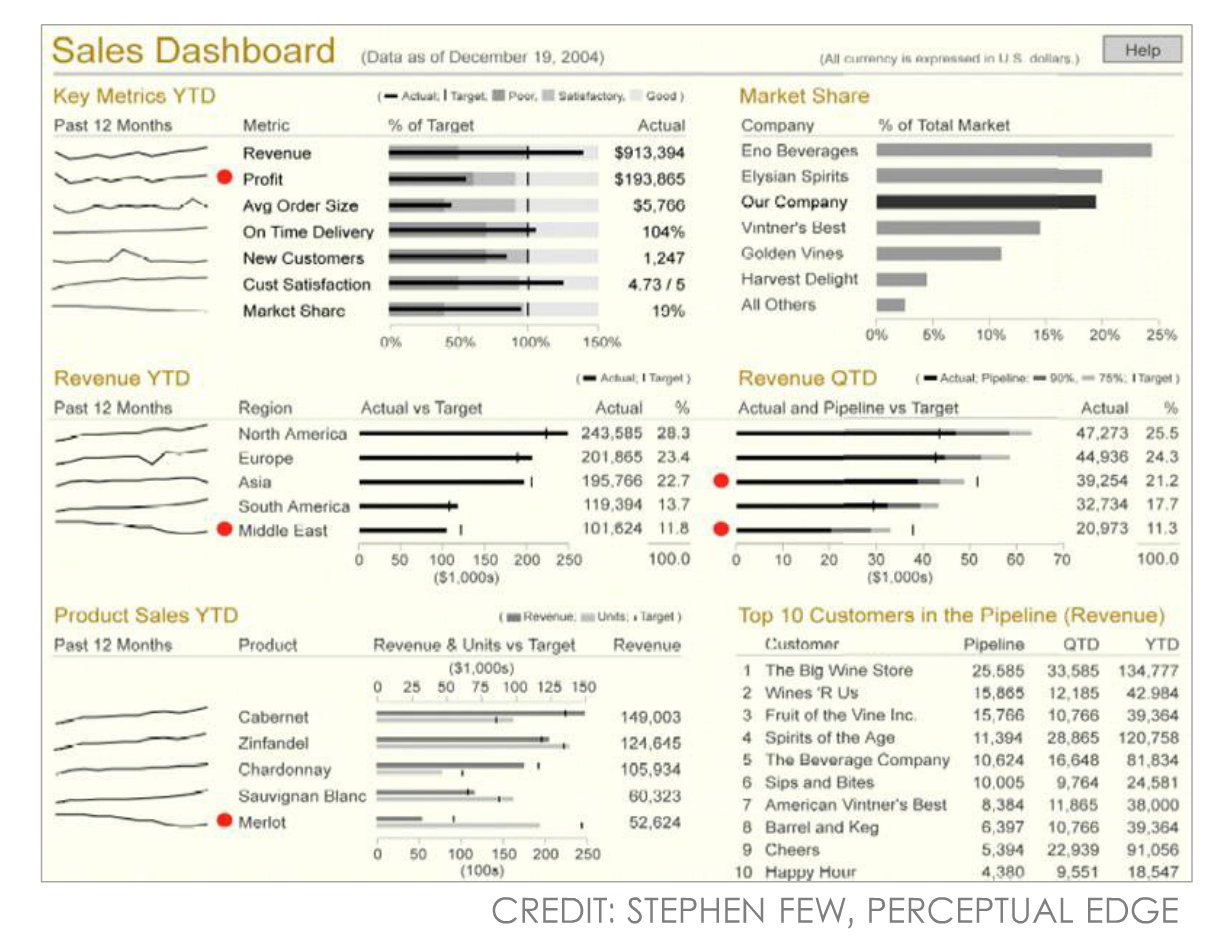 Sales Dashboard (Data as of December 19, 2004) (All currency is expressed in U.S. dollars.) Help
Key Metrics YTD ( Actual, Target, Poor, Satisfactory, Good )
Past 12 Months Metric % of Target Actual
Revenue $913,394
Profit $193,865
Avg Order Size $5,766
On Time Delivery 104%
New Customers 1,247
Cust Satisfaction 4.73 / 5
Market Share 19%
0% 50% 100% 150%
Market Share
Company % of Total Market
Eno Beverages
Elysian Spirits
Our Company
Vintner's Best
Golden Vines
Harvest Delight
All Others
0% 5% 10% 15% 20% 25%
Revenue YTD ( Actual; Target )
Past 12 Months Region Actual vs Target Actual %
North America 243,585 28.3
Europe 201,865 23.4
Asia 195,766 22.7
South America 119,394 13.7
Middle East 101,624 11.8
0 50 100 150 200 250 100.0
($1,000s)
Revenue QTD ( Actual; Pipeline: 90%, 75%; Target )
Actual and Pipeline vs Target Actual %
47,273 25.5
44,936 24.3
39,254 21.2
32,734 17.7
20,973 11.3
0 10 20 30 40 50 60 70 100.0
($1,000s)
Product Sales YTD ( Revenue; Units; Target )
Past 12 Months Product Revenue & Units vs Target Revenue
($1,000s)
0 25 50 75 100 125 150
Cabernet 149,003
Zinfandel 124,645
Chardonnay 105,934
Sauvignan Blanc 60,323
Merlot 52,624
0 50 100 150 200 250
(100s)
Top 10 Customers in the Pipeline (Revenue)
Customer Pipeline QTD YTD
1 The Big Wine Store 25,585 33,585 134,777
2 Wines 'R Us 15,865 12,185 42.984
3 Fruit of the Vine Inc. 15,766 10,766 39,364
4 Spirits of the Age 11,394 28,865 120,758
5 The Beverage Company 10,624 16,648 81,834
6 Sips and Bites 10,005 9,764 24,581
7 American Vintner's Best 8,384 11,865 38,000
8 Barrel and Keg 6,397 10,766 39,364
9 Cheers 5,394 22,939 91,056
10 Happy Hour 4,380 9,551 18,547
CREDIT: STEPHEN FEW, PERCEPTUAL EDGE